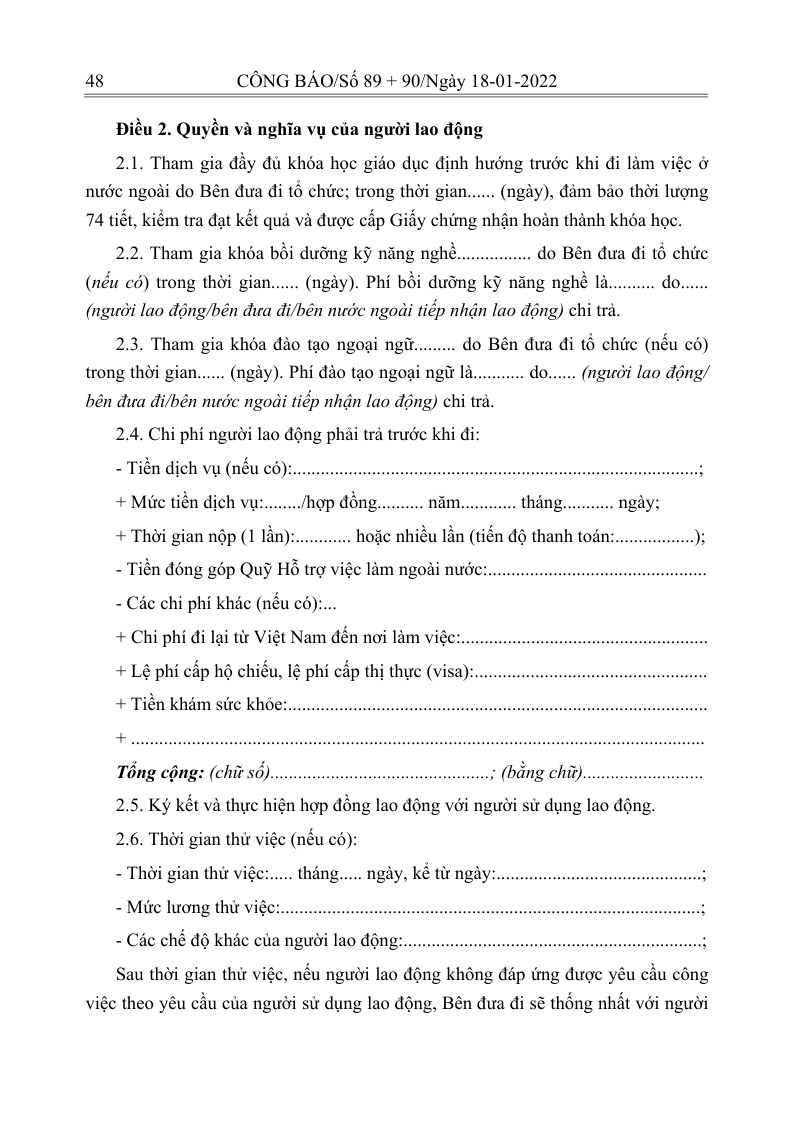 48 CÔNG BÁO/Số 89 + 90/Ngày 18-01-2022
Điều 2. Quyền và nghĩa vụ của người lao động
2.1. Tham gia đầy đủ khóa học giáo dục định hướng trước khi đi làm việc ở
nước ngoài do Bên đưa đi tổ chức; trong thời gian...... (ngày), đảm bảo thời lượng
74 tiết, kiểm tra đạt kết quả và được cấp Giấy chứng nhận hoàn thành khóa học.
2.2. Tham gia khóa bồi dưỡng kỹ năng nghề................ do Bên đưa đi tổ chức
(nếu có) trong thời gian...... (ngày). Phí bồi dưỡng kỹ năng nghề là.......... do......
(người lao động/bên đưa đi/bên nước ngoài tiếp nhận lao động) chi trả.
2.3. Tham gia khóa đào tạo ngoại ngữ......... do Bên đưa đi tổ chức (nếu có)
trong thời gian...... (ngày). Phí đào tạo ngoại ngữ là........... do...... (người lao động/
bên đưa đi/bên nước ngoài tiếp nhận lao động) chi trả.
2.4. Chi phí người lao động phải trả trước khi đi:
- Tiền dịch vụ (nếu có):.......................................................................................;
+ Mức tiền dịch vụ:......../hợp đồng.......... năm............ tháng........... ngày;
+ Thời gian nộp (1 lần):............ hoặc nhiều lần (tiến độ thanh toán:.................);
- Tiền đóng góp Quỹ Hỗ trợ việc làm ngoài nước:...............................................
- Các chi phí khác (nếu có):...
+ Chi phí đi lại từ Việt Nam đến nơi làm việc:.....................................................
+ Lệ phí cấp hộ chiếu, lệ phí cấp thị thực (visa):..................................................
+ Tiền khám sức khỏe:..........................................................................................
+ ...........................................................................................................................
Tổng cộng: (chữ số)...............................................; (bằng chữ)..........................
2.5. Ký kết và thực hiện hợp đồng lao động với người sử dụng lao động.
2.6. Thời gian thử việc (nếu có):
- Thời gian thử việc:..... tháng..... ngày, kể từ ngày:............................................;
- Mức lương thử việc:..........................................................................................;
- Các chế độ khác của người lao động:................................................................;
Sau thời gian thử việc, nếu người lao động không đáp ứng được yêu cầu công
việc theo yêu cầu của người sử dụng lao động, Bên đưa đi sẽ thống nhất với người